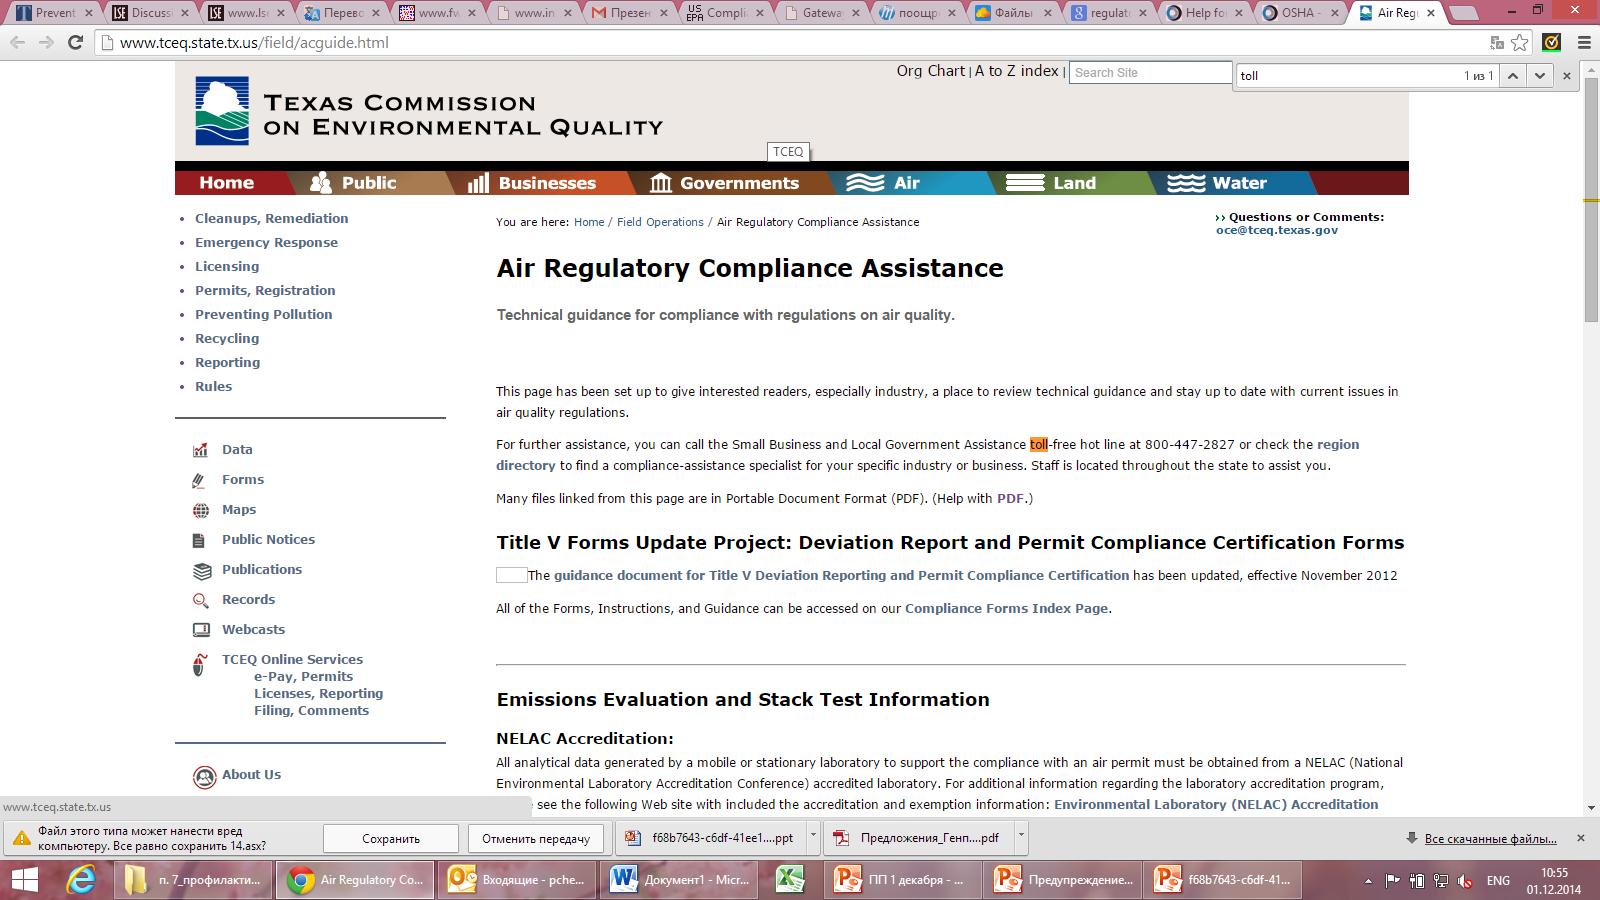 Prevent
Discuss
www.lse
Перево
www.fw
www.in
Презен
Compli
Gateway
поощр
Файлы
regulat
Help fo
OSHA -
Air Regu
www.tceq.state.tx.us/field/acguide.html
Org Chart | A to Z index |
Search Site
toll
1 из 1
TEXAS COMMISSION
ON ENVIRONMENTAL QUALITY
TCEQ
Home
Public
Businesses
Governments
Air
Land
Water
Cleanups, Remediation
Emergency Response
Licensing
Permits, Registration
Preventing Pollution
Recycling
Reporting
Rules
Data
Forms
Maps
Public Notices
Publications
Records
Webcasts
TCEQ Online Services
e-Pay, Permits
Licenses, Reporting
Filing, Comments
About Us
You are here: Home / Field Operations / Air Regulatory Compliance Assistance
›› Questions or Comments:
oce@tceq.texas.gov
Air Regulatory Compliance Assistance
Technical guidance for compliance with regulations on air quality.
This page has been set up to give interested readers, especially industry, a place to review technical guidance and stay up to date with current issues in
air quality regulations.
For further assistance, you can call the Small Business and Local Government Assistance toll-free hot line at 800-447-2827 or check the region
directory to find a compliance-assistance specialist for your specific industry or business. Staff is located throughout the state to assist you.
Many files linked from this page are in Portable Document Format (PDF). (Help with PDF.)
Title V Forms Update Project: Deviation Report and Permit Compliance Certification Forms
The guidance document for Title V Deviation Reporting and Permit Compliance Certification has been updated, effective November 2012
All of the Forms, Instructions, and Guidance can be accessed on our Compliance Forms Index Page.
Emissions Evaluation and Stack Test Information
NELAC Accreditation:
All analytical data generated by a mobile or stationary laboratory to support the compliance with an air permit must be obtained from a NELAC (National
Environmental Laboratory Accreditation Conference) accredited laboratory. For additional information regarding the laboratory accreditation program,
see the following Web site with included the accreditation and exemption information: Environmental Laboratory (NELAC) Accreditation
www.tceq.state.tx.us
Файл этого типа может нанести вред
компьютеру. Все равно сохранить 14.asx?
Сохранить
Отменить передачу
f68b7643-c6df-41ee1....ppt
Предложения_Генп....pdf
Все скачанные файлы...
п. 7_профилакти...
Air Regulatory Co...
Входящие - pche...
Документ1 - Micr...
ПП 1 декабря - ...
Предупреждение...
f68b7643-c6df-41...
ENG
10:55
01.12.2014